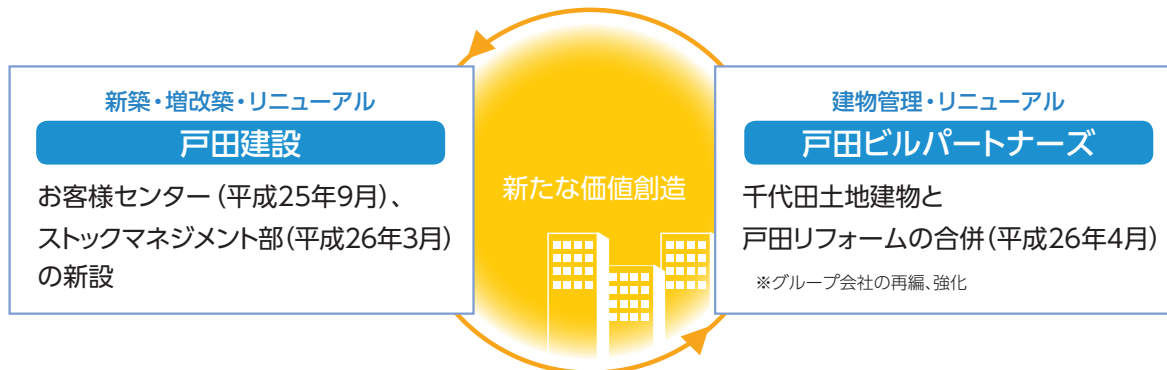 新築・増改築・リニューアル
戸田建設
お客様センター(平成25年9月)、
ストックマネジメント部(平成26年3月)
の新設
新たな価値創造
建物管理・リニューアル
戸田ビルパートナーズ
千代田土地建物と
戸田リフォームの合併(平成26年4月)
※グループ会社の再編、強化